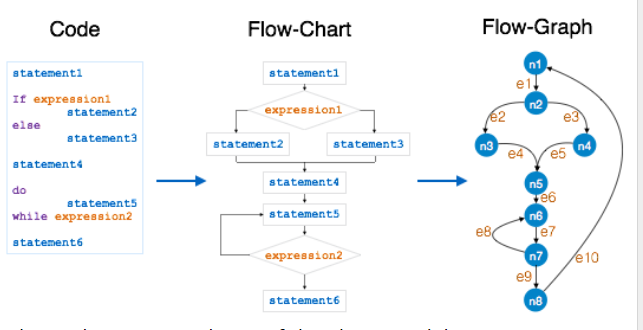 Code
statement1
If expression1
statement2
else
statement3
statement4
do
statement5
while expression2
statement6
Flow-Chart
statement1
expression1
statement2 statement3
statement4
statement5
expression2
statement6
Flow-Graph
n1
e1
n2
e2 e3
n3 n4
e4 e5
n5
e6
n6
e8 e7
n7
e9 e10
n8